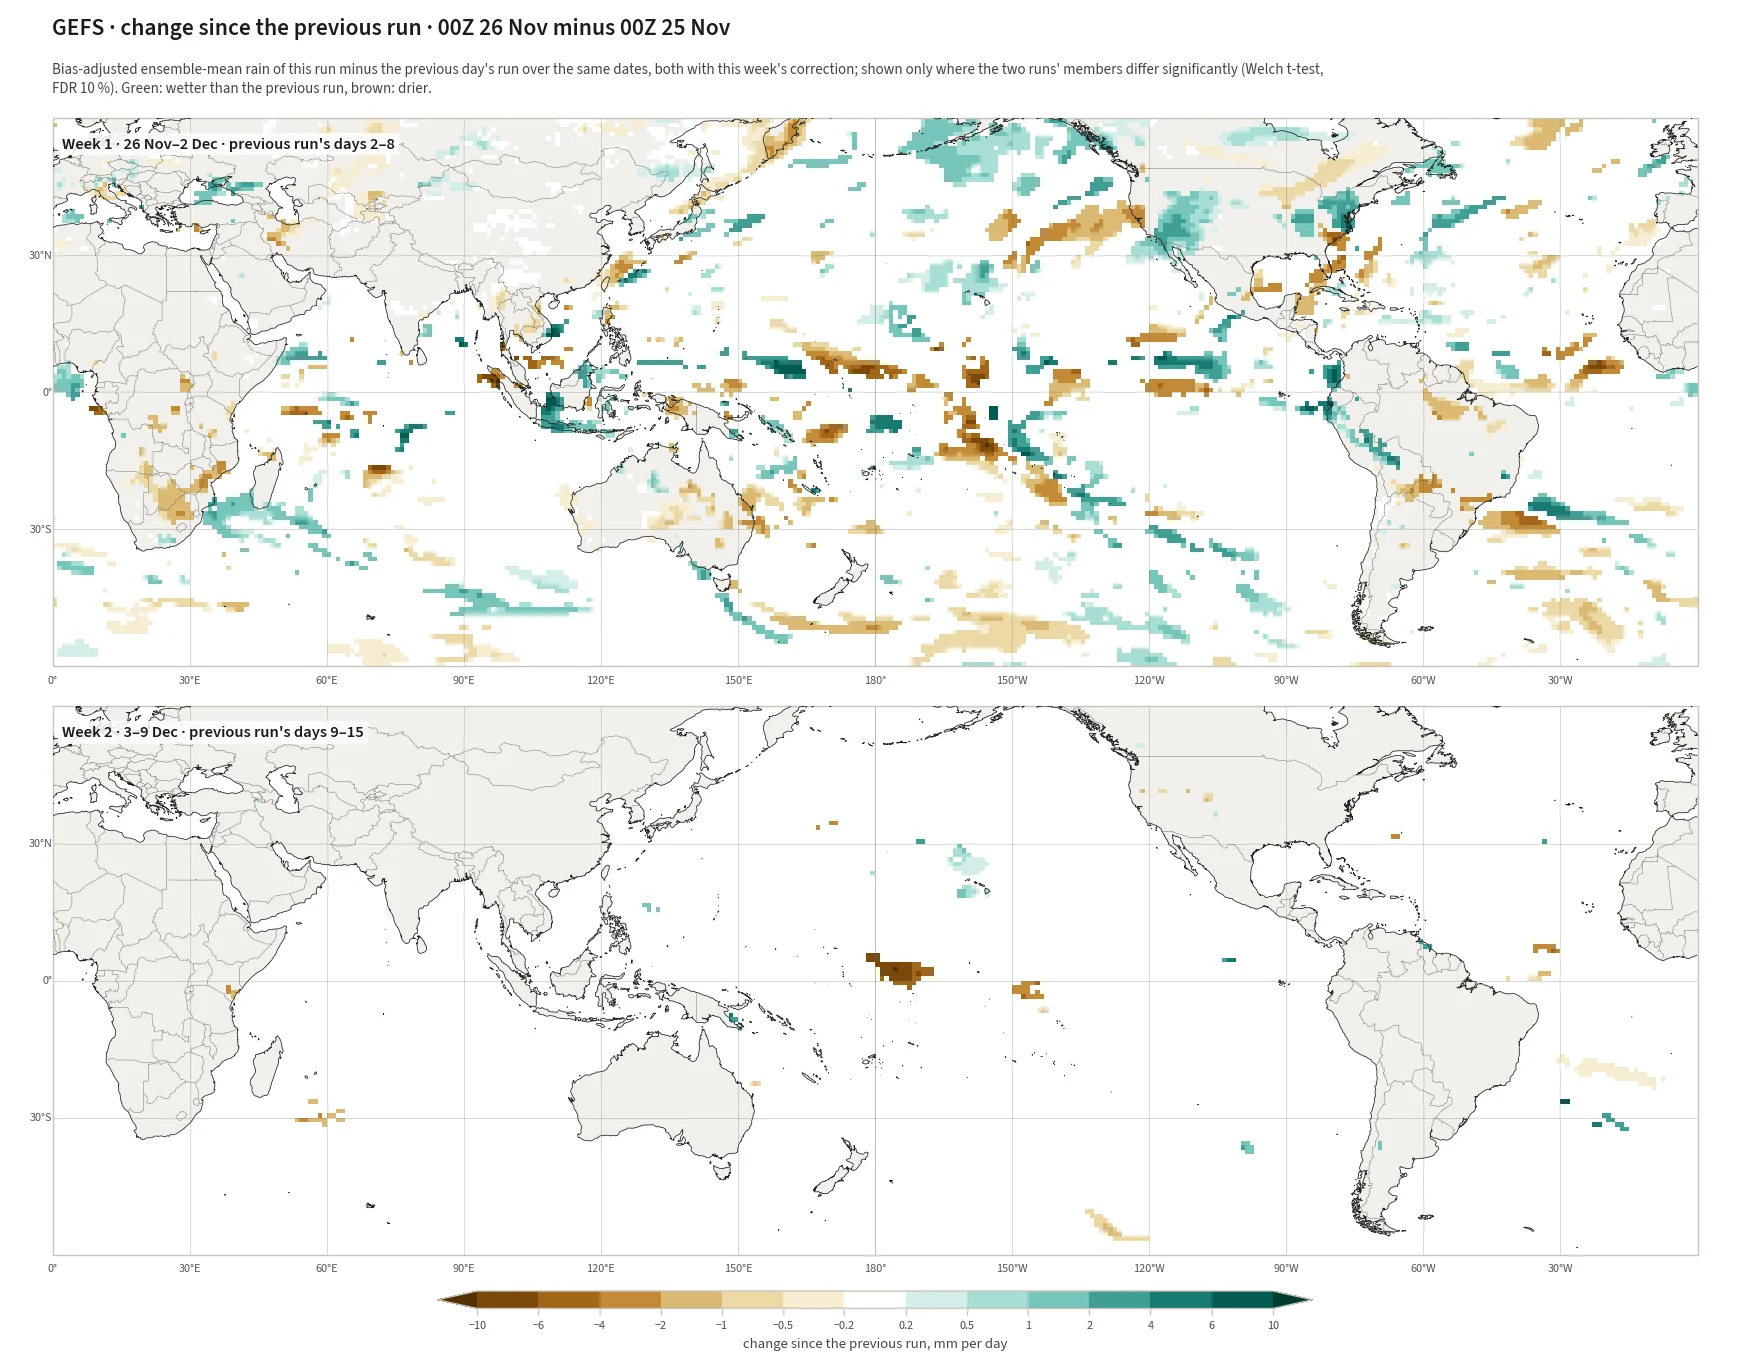 GEFS · change since the previous run · 00Z 26 Nov minus 00Z 25 Nov
Bias-adjusted ensemble-mean rain of this run minus the previous day's run over the same dates, both with this week's correction; shown only where the two runs' members differ significantly (Welch t-test,
FDR 10 %). Green: wetter than the previous run, brown: drier.
Week 1 · 26 Nov–2 Dec · previous run's days 2–8
30°N
0°
30°S
0° 30°E 60°E 90°E 120°E 150°E 180° 150°W 120°W 90°W 60°W 30°W
Week 2 · 3–9 Dec · previous run's days 9–15
30°N
0°
30°S
0° 30°E 60°E 90°E 120°E 150°E 180° 150°W 120°W 90°W 60°W 30°W
−10 −6 −4 −2 −1 −0.5 −0.2 0.2 0.5 1 2 4 6 10
change since the previous run, mm per day